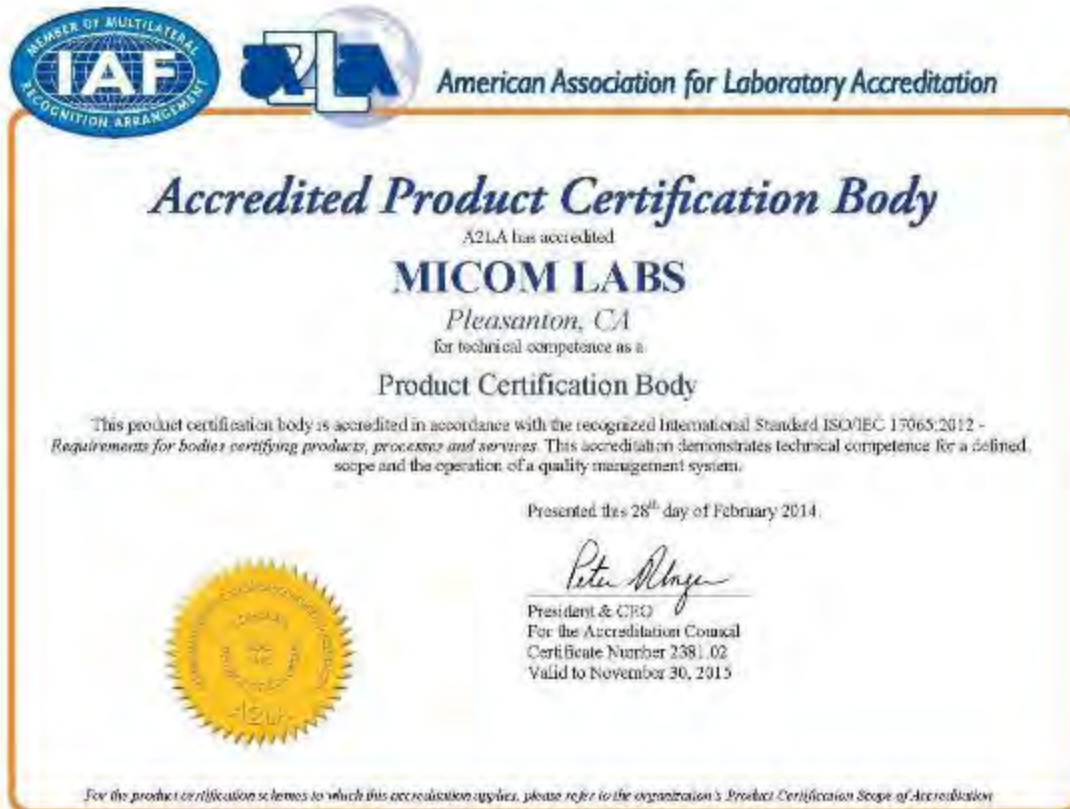 MEMBER OF MULTILATERAL
IAF
RECOGNITION ARRANGEMENT
A2LA
American Association for Laboratory Accreditation
Accredited Product Certification Body
A2LA has accredited
MICOM LABS
Pleasanton, CA
for technical competence as a
Product Certification Body
This product certification body is accredited in accordance with the recognized International Standard ISO/IEC 17065:2012 -
Requirements for bodies certifying products, processes and services. This accreditation demonstrates technical competence for a defined
scope and the operation of a quality management system.
Presented this 28th day of February 2014.
President & CEO
For the Accreditation Council
Certificate Number 2381.02
Valid to November 30, 2015
A2LA
For the product certification schemes to which this accreditation applies, please refer to the organization's Product Certification Scope of Accreditation